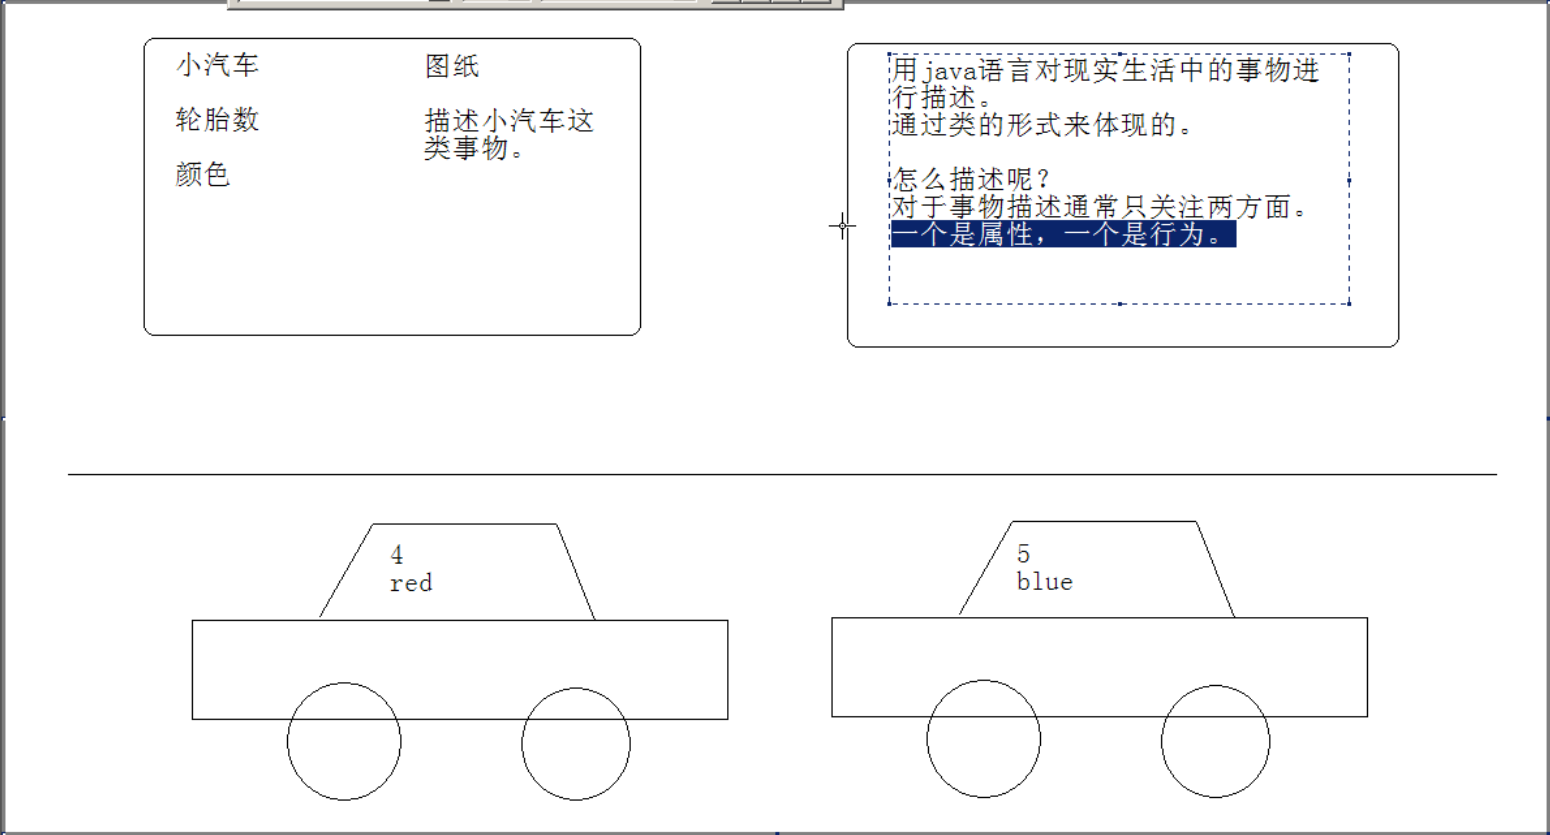 小汽车
轮胎数
颜色
图纸
描述小汽车这
类事物。
用java语言对现实生活中的事物进
行描述。
通过类的形式来体现的。
怎么描述呢？
对于事物描述通常只关注两方面。
一个是属性，一个是行为。
4
red
5
blue